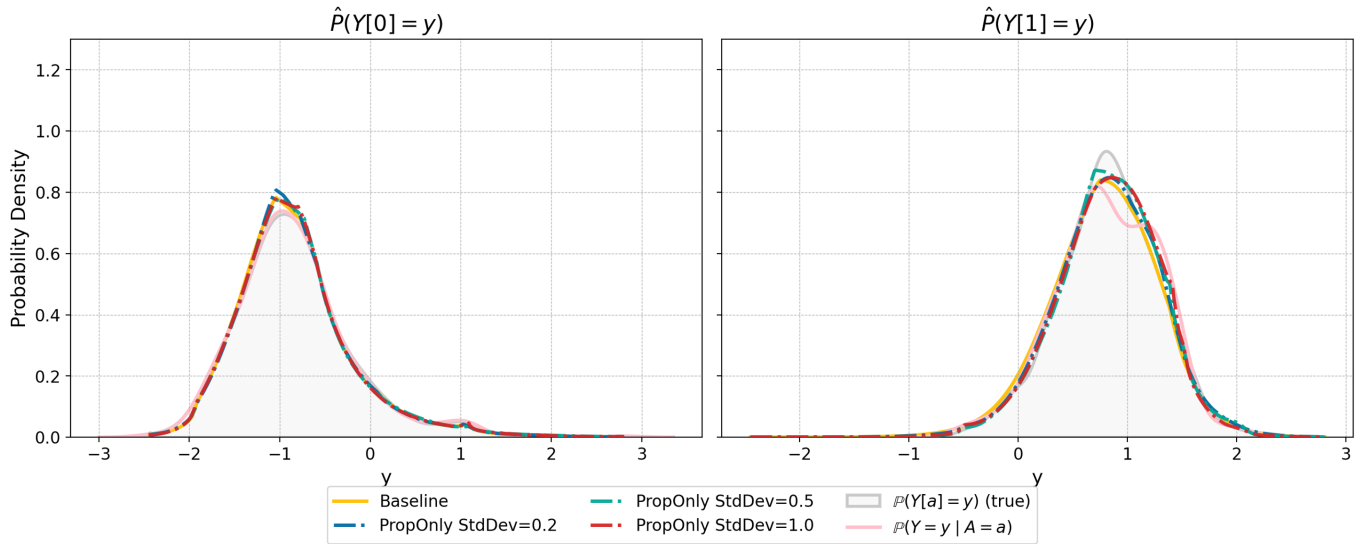 P̂(Y[0] = y)
P̂(Y[1] = y)
Probability Density
1.2
1.0
0.8
0.6
0.4
0.2
0.0
−3 −2 −1 0 1 2 3
−2 −1 0 1 2 3
y
y
Baseline
PropOnly StdDev=0.2
PropOnly StdDev=0.5
PropOnly StdDev=1.0
ℙ(Y[a] = y) (true)
ℙ(Y = y | A = a)